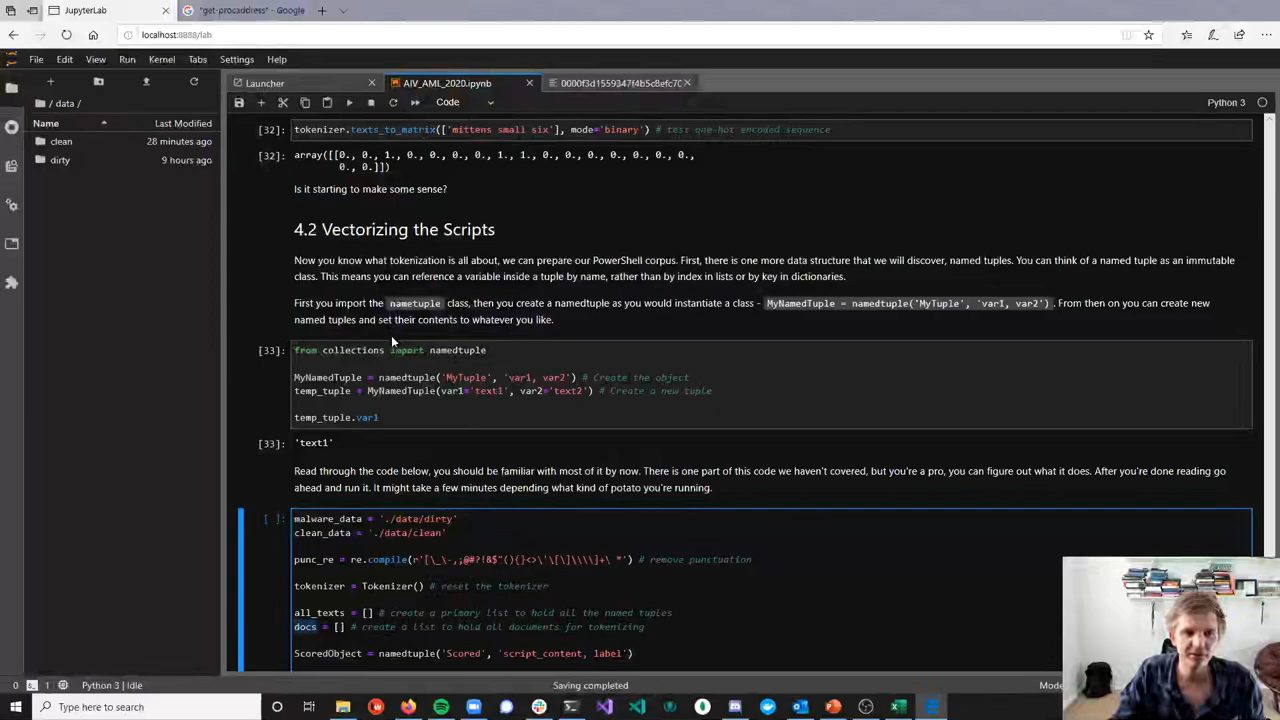 JupyterLab
"get-procaddress" - Google
localhost:8888/lab
File Edit View Run Kernel Tabs Settings Help
Launcher
AIV_AML_2020.ipynb
0000f3d1559347f4b5c8efc7(
/ data /
Code
Python 3
Name
Last Modified
clean
28 minutes ago
dirty
9 hours ago
[32]:
tokenizer.texts_to_matrix(['mittens small six'], mode='binary') # test one-hot encoded sequence
[32]:
array([[0., 0., 1., 0., 0., 0., 0., 1., 1., 0., 0., 0., 0., 0., 0., 0.,
0., 0.]])
Is it starting to make some sense?
4.2 Vectorizing the Scripts
Now you know what tokenization is all about, we can prepare our PowerShell corpus. First, there is one more data structure that we will discover, named tuples. You can think of a named tuple as an immutable
class. This means you can reference a variable inside a tuple by name, rather than by index in lists or by key in dictionaries.
First you import the nametuple class, then you create a namedtuple as you would instantiate a class - MyNamedTuple = namedtuple('MyTuple', 'var1, var2'). From then on you can create new
named tuples and set their contents to whatever you like.
[33]:
from collections import namedtuple
MyNamedTuple = namedtuple('MyTuple', 'var1, var2') # Create the object
temp_tuple = MyNamedTuple(var1='text1', var2='text2') # Create a new tuple
temp_tuple.var1
[33]:
'text1'
Read through the code below, you should be familiar with most of it by now. There is one part of this code we haven't covered, but you're a pro, you can figure out what it does. After you're done reading go
ahead and run it. It might take a few minutes depending what kind of potato you're running.
[ ]:
malware_data = './data/dirty'
clean_data = './data/clean'
punc_re = re.compile(r'[\_\-,;@#?!&$"(){}<>\'\[\]\\\\]+\ *') # remove punctuation
tokenizer = Tokenizer() # reset the tokenizer
all_texts = [] # create a primary list to hold all the named tuples
docs = [] # create a list to hold all documents for tokenizing
ScoredObject = namedtuple('Scored', 'script_content, label')
0
1
Python 3 | Idle
Saving completed
Mode
Type here to search